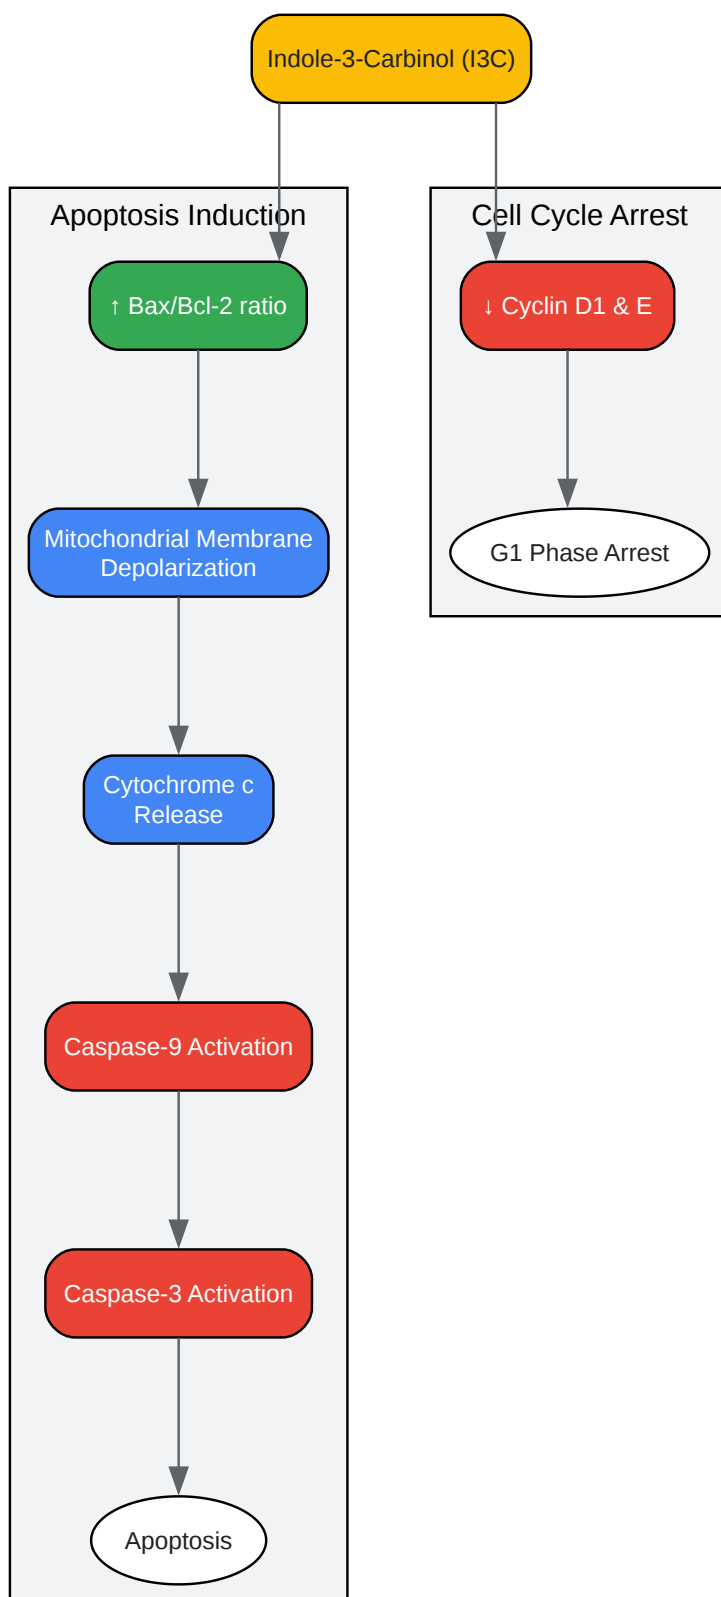 Indole-3-Carbinol (I3C)
Apoptosis Induction
↑ Bax/Bcl-2 ratio
Mitochondrial Membrane
Depolarization
Cytochrome c
Release
Caspase-9 Activation
Caspase-3 Activation
Apoptosis
Cell Cycle Arrest
↓ Cyclin D1 & E
G1 Phase Arrest